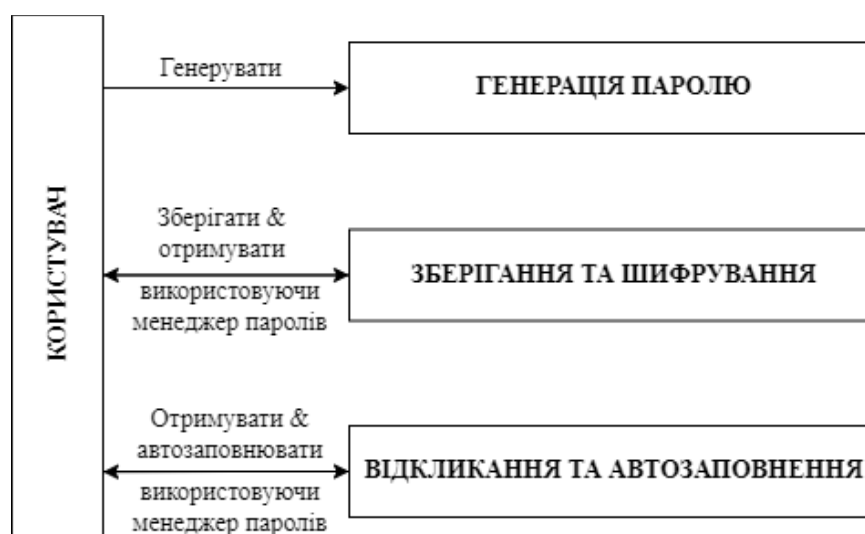 КОРИСТУВАЧ
Генерувати
ГЕНЕРАЦІЯ ПАРОЛЮ
Зберігати &
отримувати
використовуючи
менеджер паролів
ЗБЕРІГАННЯ ТА ШИФРУВАННЯ
Отримувати &
автозаповнювати
використовуючи
менеджер паролів
ВІДКЛИКАННЯ ТА АВТОЗАПОВНЕННЯ